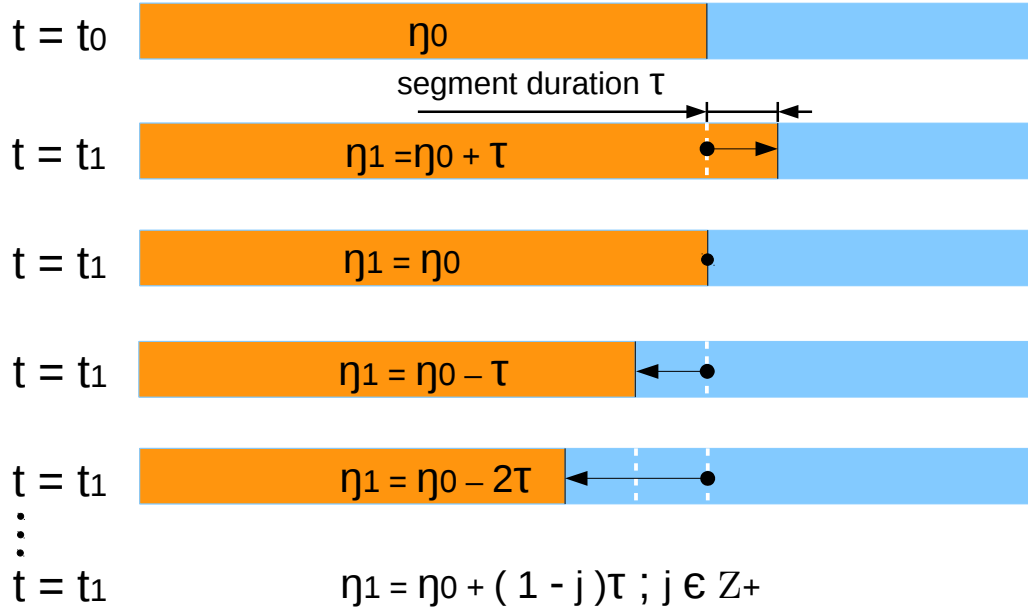 t = t0 η0
segment duration τ
t = t1 η1 =η0 + τ
t = t1 η1 = η0
t = t1 η1 = η0 – τ
t = t1 η1 = η0 – 2τ
⋮
t = t1 η1 = η0 + ( 1 - j )τ ; j ϵ Z+